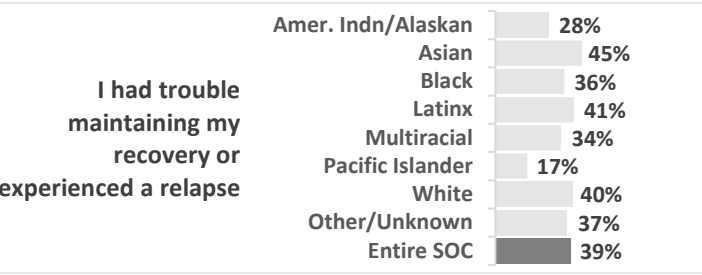 I had trouble
maintaining my
recovery or
experienced a relapse
Amer. Indn/Alaskan 28%
Asian 45%
Black 36%
Latinx 41%
Multiracial 34%
Pacific Islander 17%
White 40%
Other/Unknown 37%
Entire SOC 39%